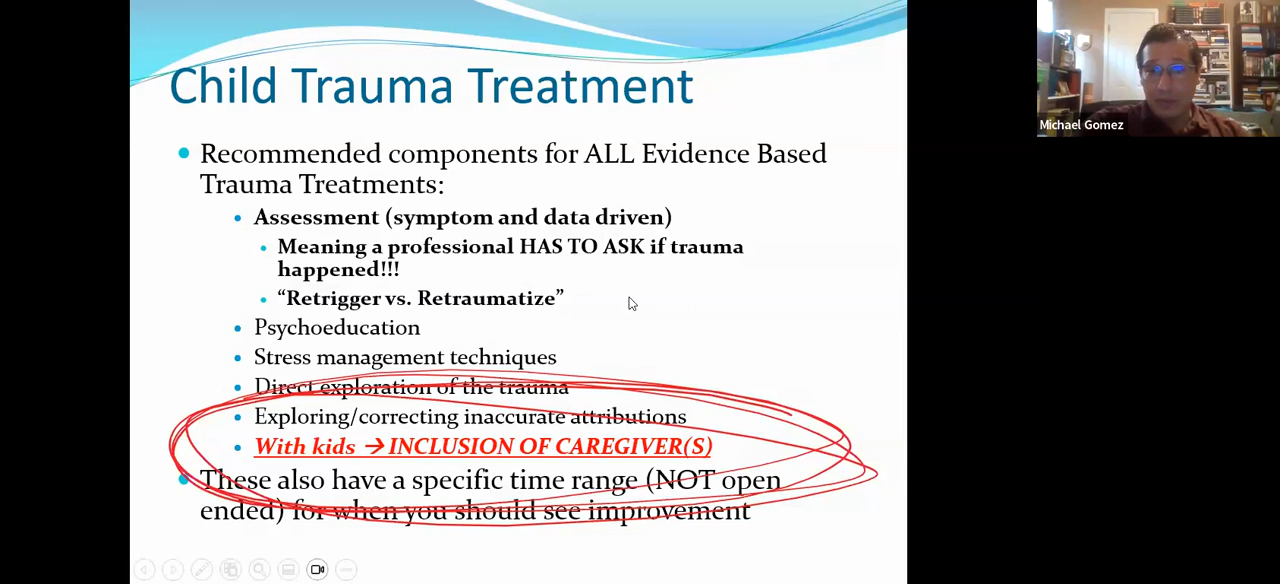 Child Trauma Treatment
Michael Gomez
Recommended components for ALL Evidence Based
Trauma Treatments:
Assessment (symptom and data driven)
Meaning a professional HAS TO ASK if trauma
happened!!!
“Retrigger vs. Retraumatize”
Psychoeducation
Stress management techniques
Direct exploration of the trauma
Exploring/correcting inaccurate attributions
With kids → INCLUSION OF CAREGIVER(S)
These also have a specific time range (NOT open
ended) for when you should see improvement